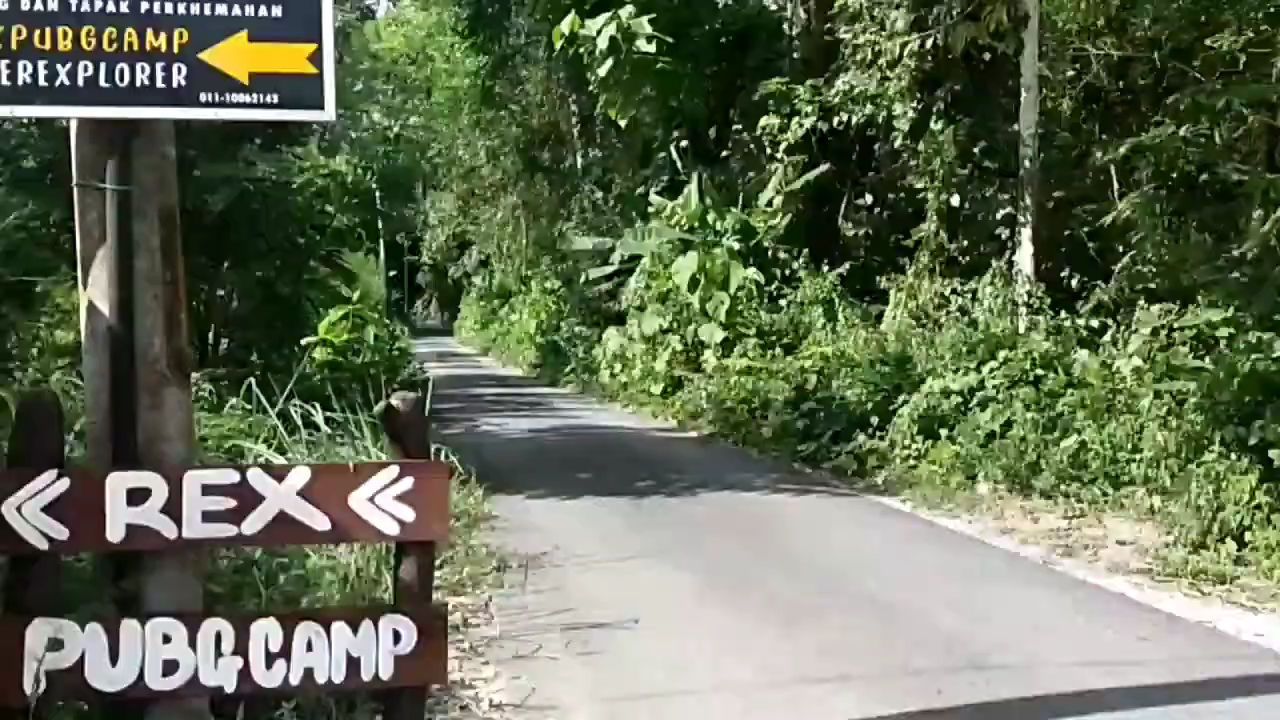 G DAN TAPAK PERKHEMAHAN
PUBGCAMP
EREXPLORER
011-10062143
REX
PUBGCAMP